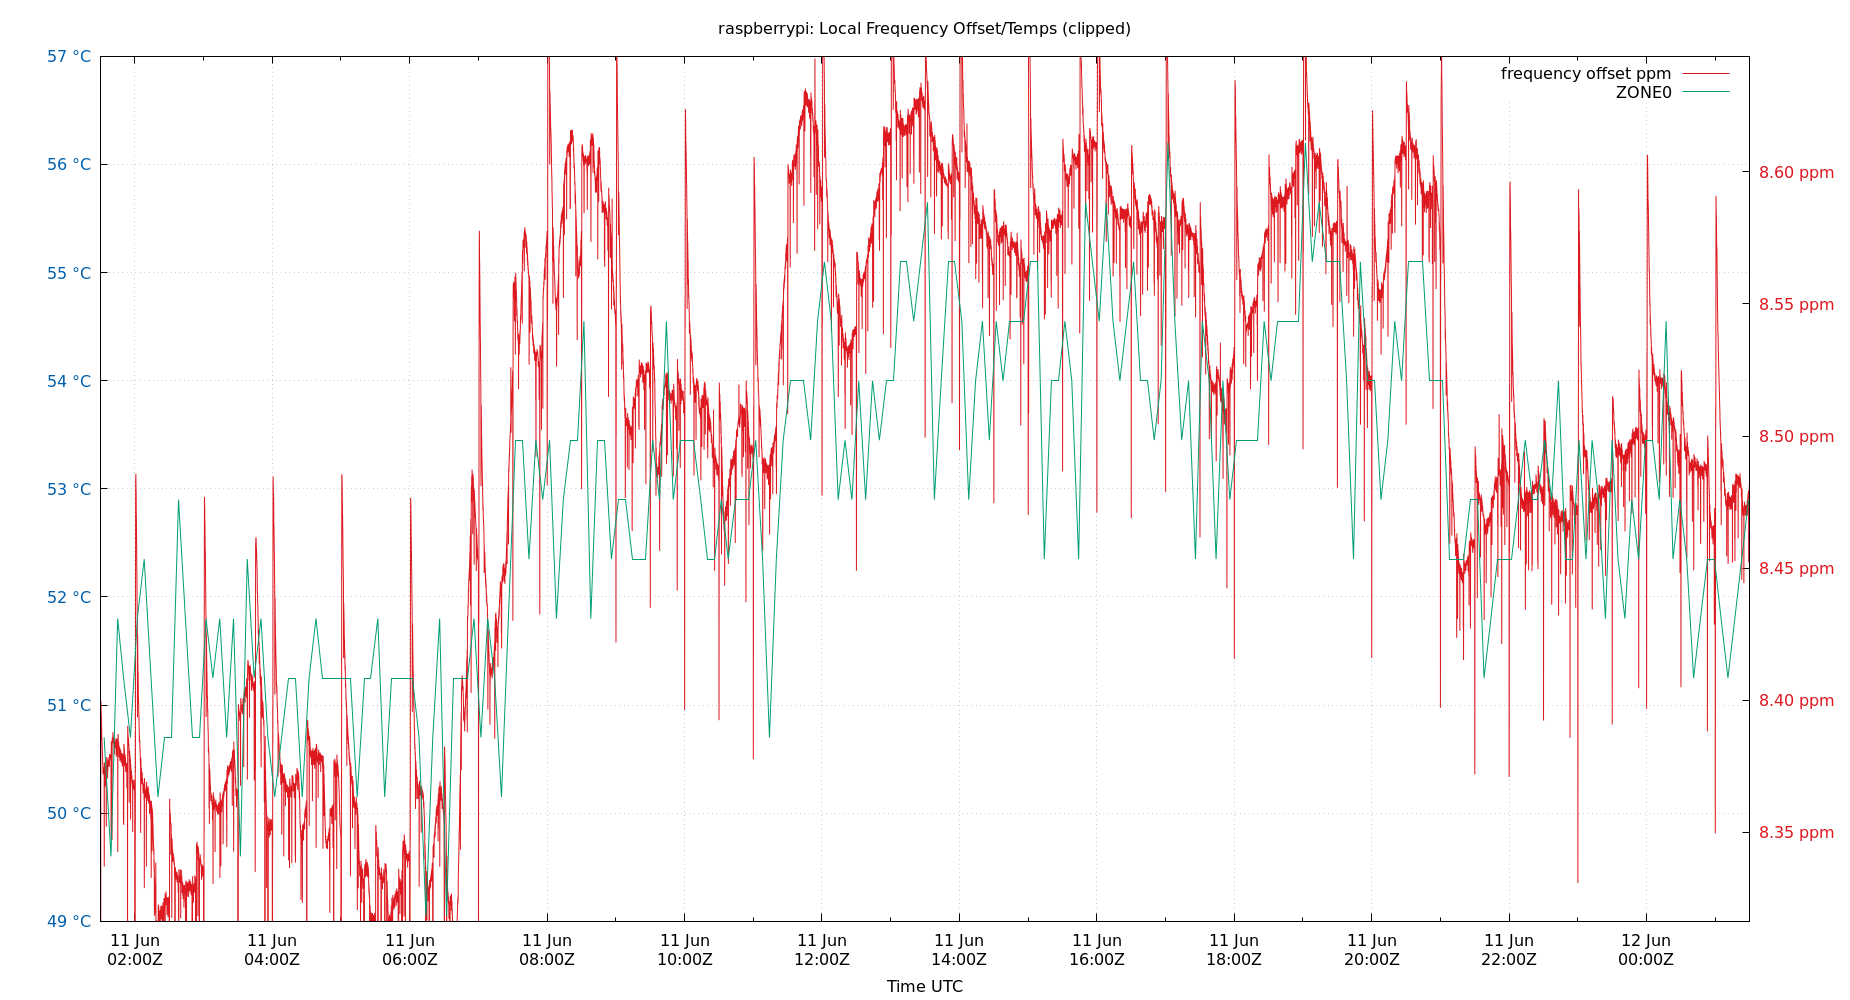 raspberrypi: Local Frequency Offset/Temps (clipped)
57 °C
56 °C
55 °C
54 °C
53 °C
52 °C
51 °C
50 °C
49 °C
frequency offset ppm
ZONE0
8.60 ppm
8.55 ppm
8.50 ppm
8.45 ppm
8.40 ppm
8.35 ppm
11 Jun 11 Jun 11 Jun 11 Jun 11 Jun 11 Jun 11 Jun 11 Jun 11 Jun 11 Jun 11 Jun 12 Jun
02:00Z 04:00Z 06:00Z 08:00Z 10:00Z 12:00Z 14:00Z 16:00Z 18:00Z 20:00Z 22:00Z 00:00Z
Time UTC